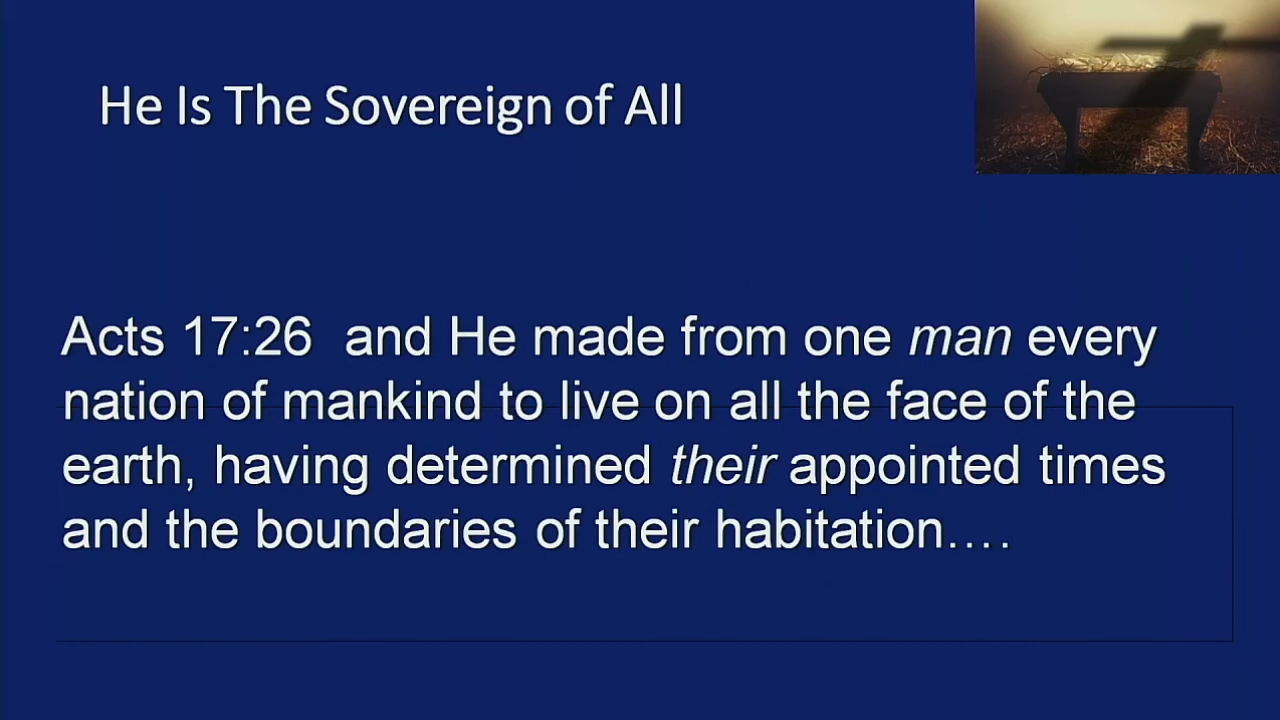 He Is The Sovereign of All
Acts 17:26  and He made from one man every
nation of mankind to live on all the face of the
earth, having determined their appointed times
and the boundaries of their habitation….